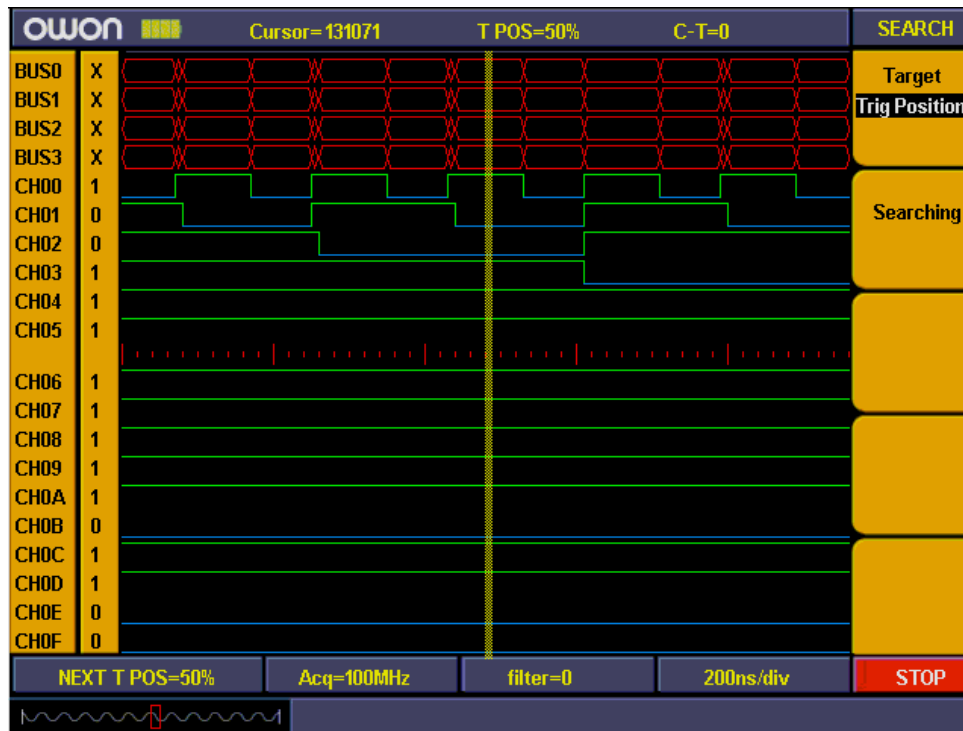 owon Cursor=131071 T POS=50% C-T=0 SEARCH
BUS0 X
BUS1 X
BUS2 X
BUS3 X
CH00 1
CH01 0
CH02 0
CH03 1
CH04 1
CH05 1
CH06 1
CH07 1
CH08 1
CH09 1
CH0A 1
CH0B 0
CH0C 1
CH0D 1
CH0E 0
CH0F 0
Target
Trig Position
Searching
NEXT T POS=50% Acq=100MHz filter=0 200ns/div STOP